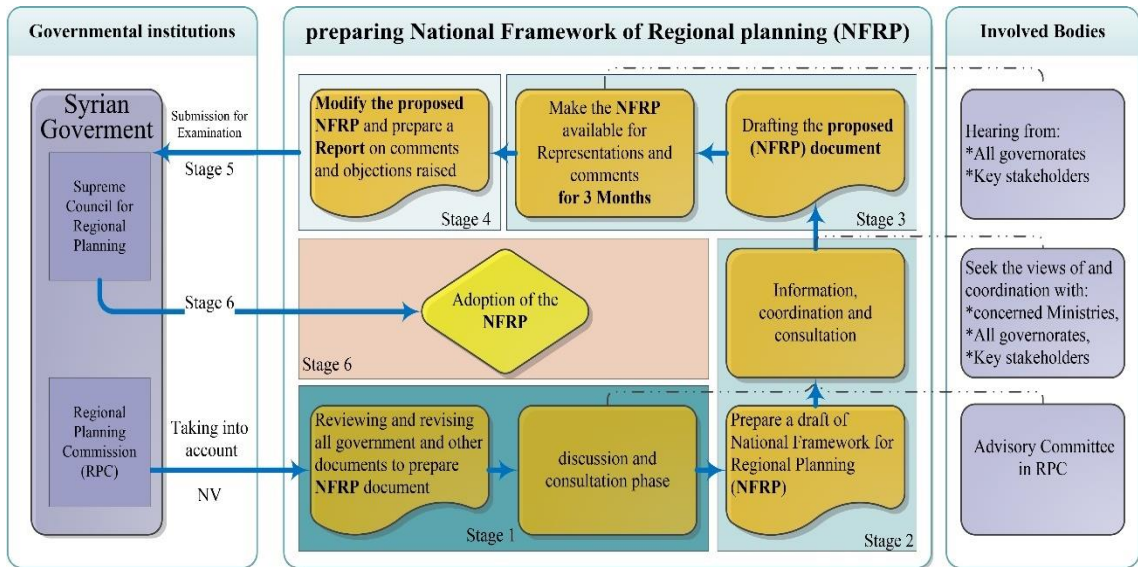 Governmental institutions
Syrian
Goverment
Supreme
Council for
Regional
Planning
Regional
Planning
Commission
(RPC)
Submission for
Examination
Stage 5
Stage 6
Taking into
account
NV
preparing National Framework of Regional planning (NFRP)
Modify the proposed
NFRP and prepare a
Report on comments
and objections raised
Stage 4
Make the NFRP
available for
Representations and
comments
for 3 Months
Drafting the proposed
(NFRP) document
Stage 3
Adoption of the
NFRP
Stage 6
Information,
coordination and
consultation
Reviewing and revising
all government and other
documents to prepare
NFRP document
discussion and
consultation phase
Stage 1
Prepare a draft of
National Framework for
Regional Planning
(NFRP)
Stage 2
Involved Bodies
Hearing from:
*All governorates
*Key stakeholders
Seek the views of and
coordination with:
*concerned Ministries,
*All governorates,
*Key stakeholders
Advisory Committee
in RPC